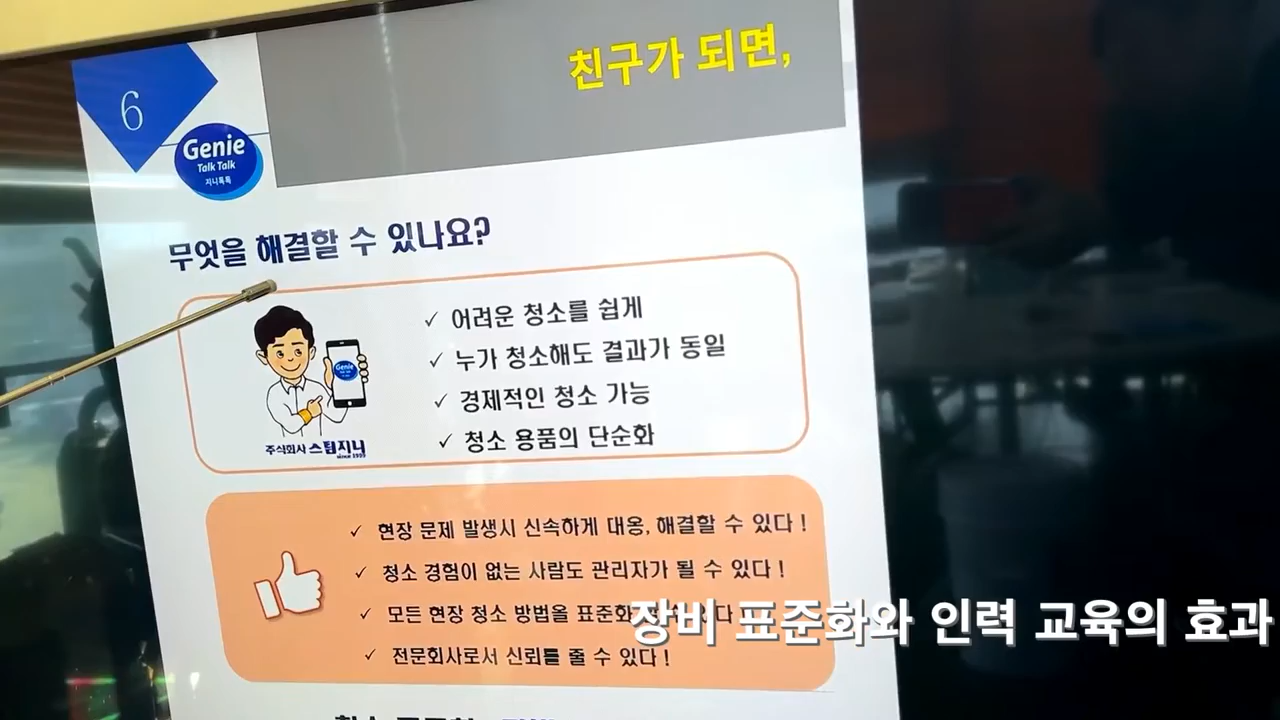 친구가 되면,
6
Genie
Talk Talk
지니톡톡
무엇을 해결할 수 있나요?
✓ 어려운 청소를 쉽게
✓ 누가 청소해도 결과가 동일
✓ 경제적인 청소 가능
✓ 청소 용품의 단순화
Genie
주식회사 스팀지니
since 1997
✓ 현장 문제 발생시 신속하게 대응, 해결할 수 있다 !
✓ 청소 경험이 없는 사람도 관리자가 될 수 있다 !
✓ 모든 현장 청소 방법을 표준화
✓ 전문회사로서 신뢰를 줄 수 있다 !
장비 표준화와 인력 교육의 효과